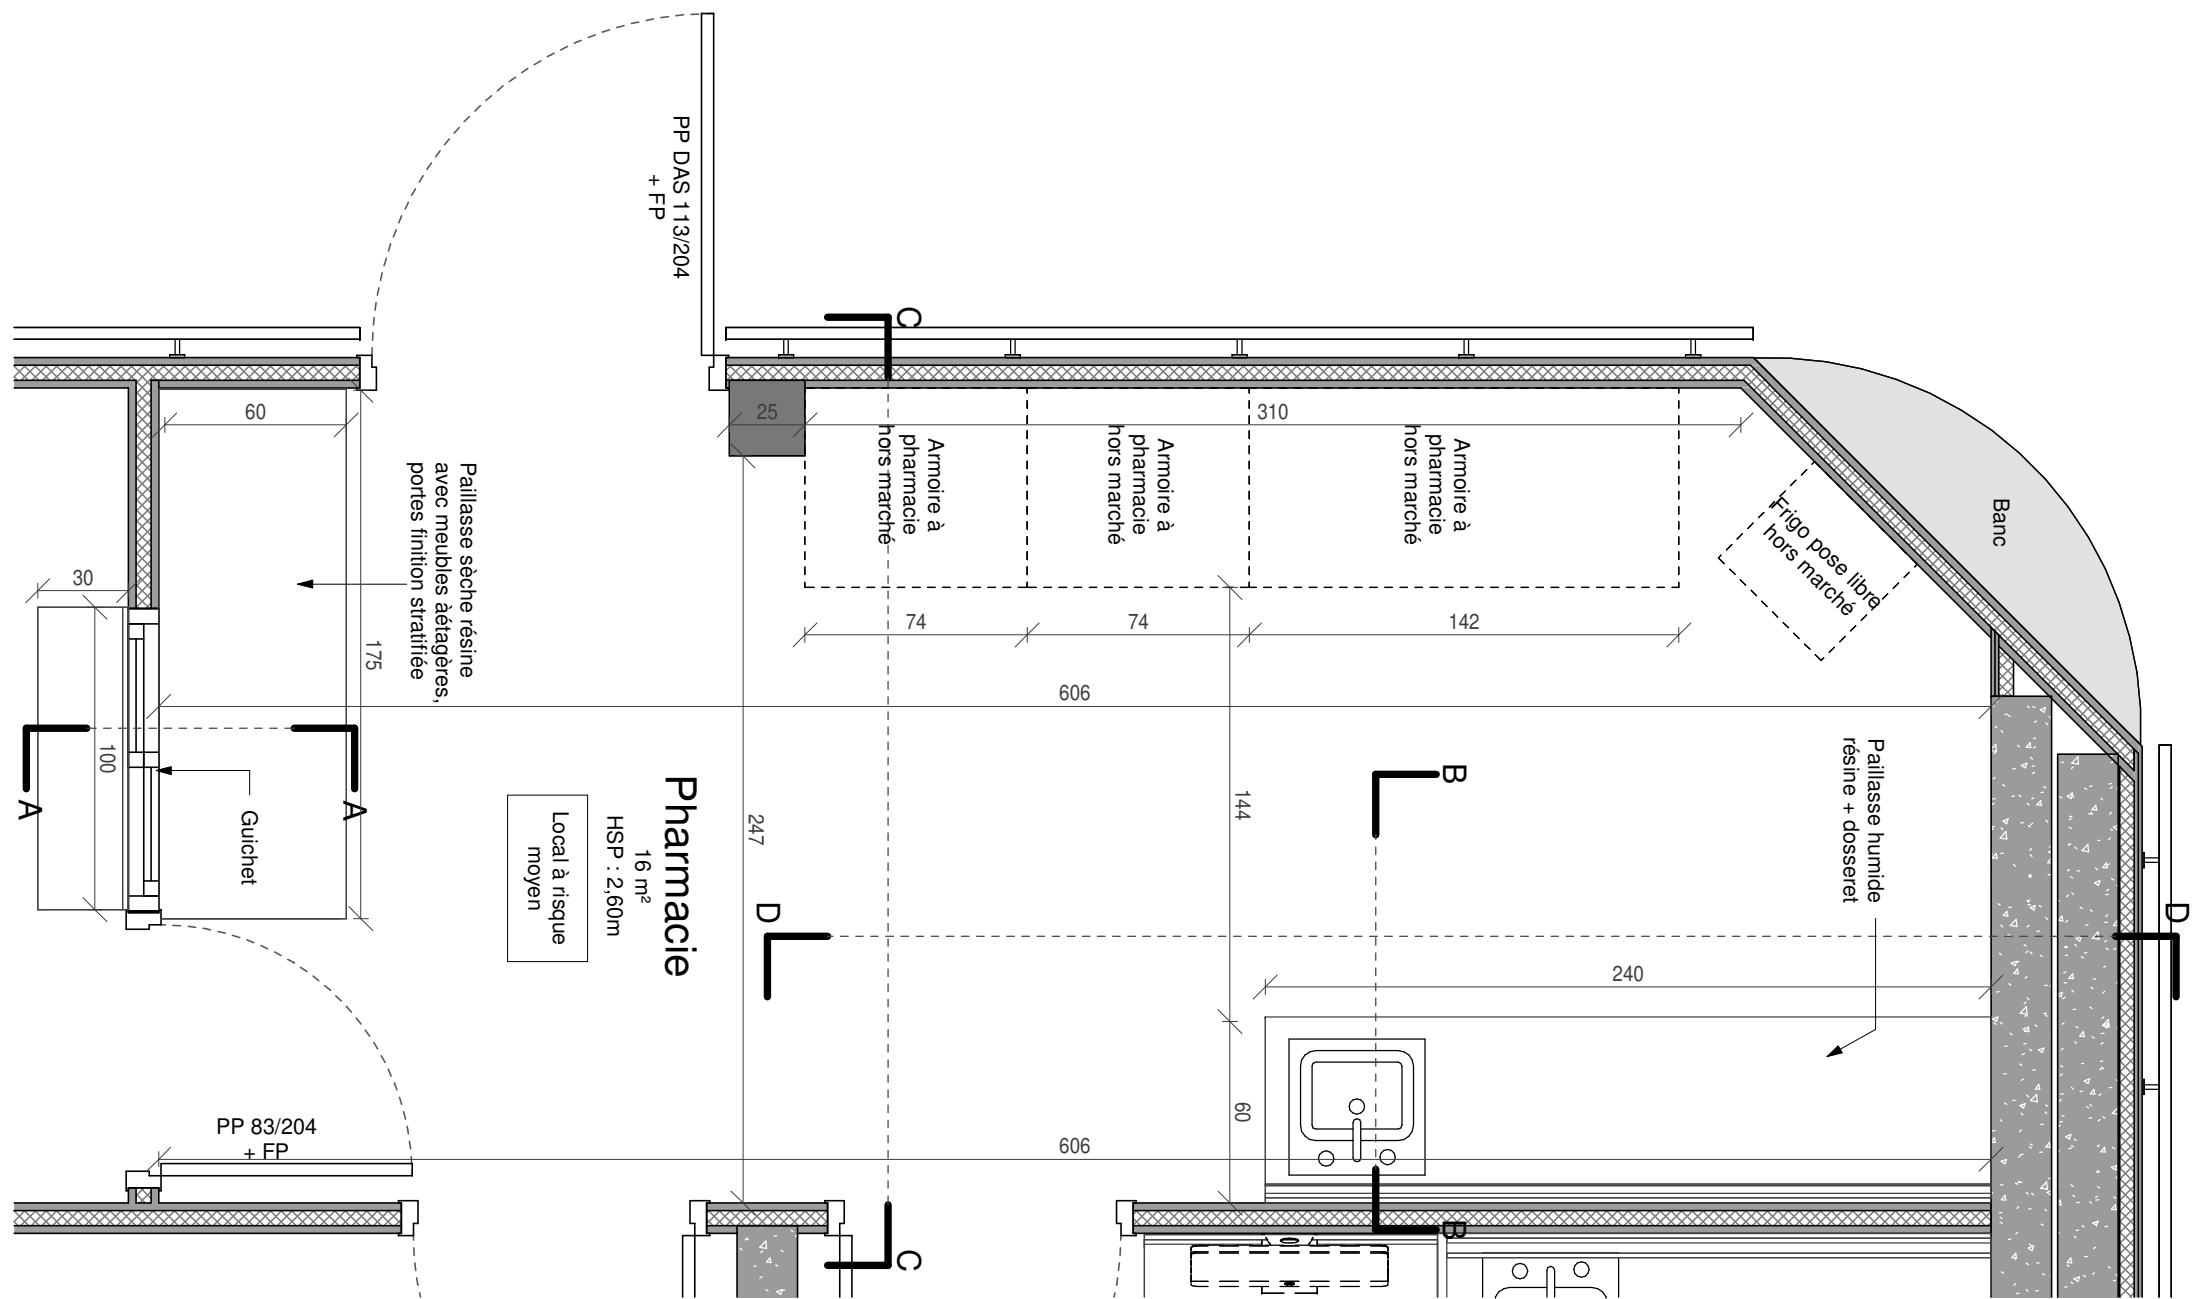 PP DAS 113/204
+ FP
C
60
25
310
Armoire à
pharmacie
hors marché
Armoire à
pharmacie
hors marché
Armoire à
pharmacie
hors marché
Frigo pose libre
hors marché
Banc
Paillasse sèche résine
avec meubles àétagères,
portes finition stratifiée
30
175
100
74
74
142
606
A
A
Guichet
247
144
B
Paillasse humide
résine + dosseret
Pharmacie
16 m²
HSP : 2,60m
Local à risque
moyen
D
D
240
60
PP 83/204
+ FP
606
B
C